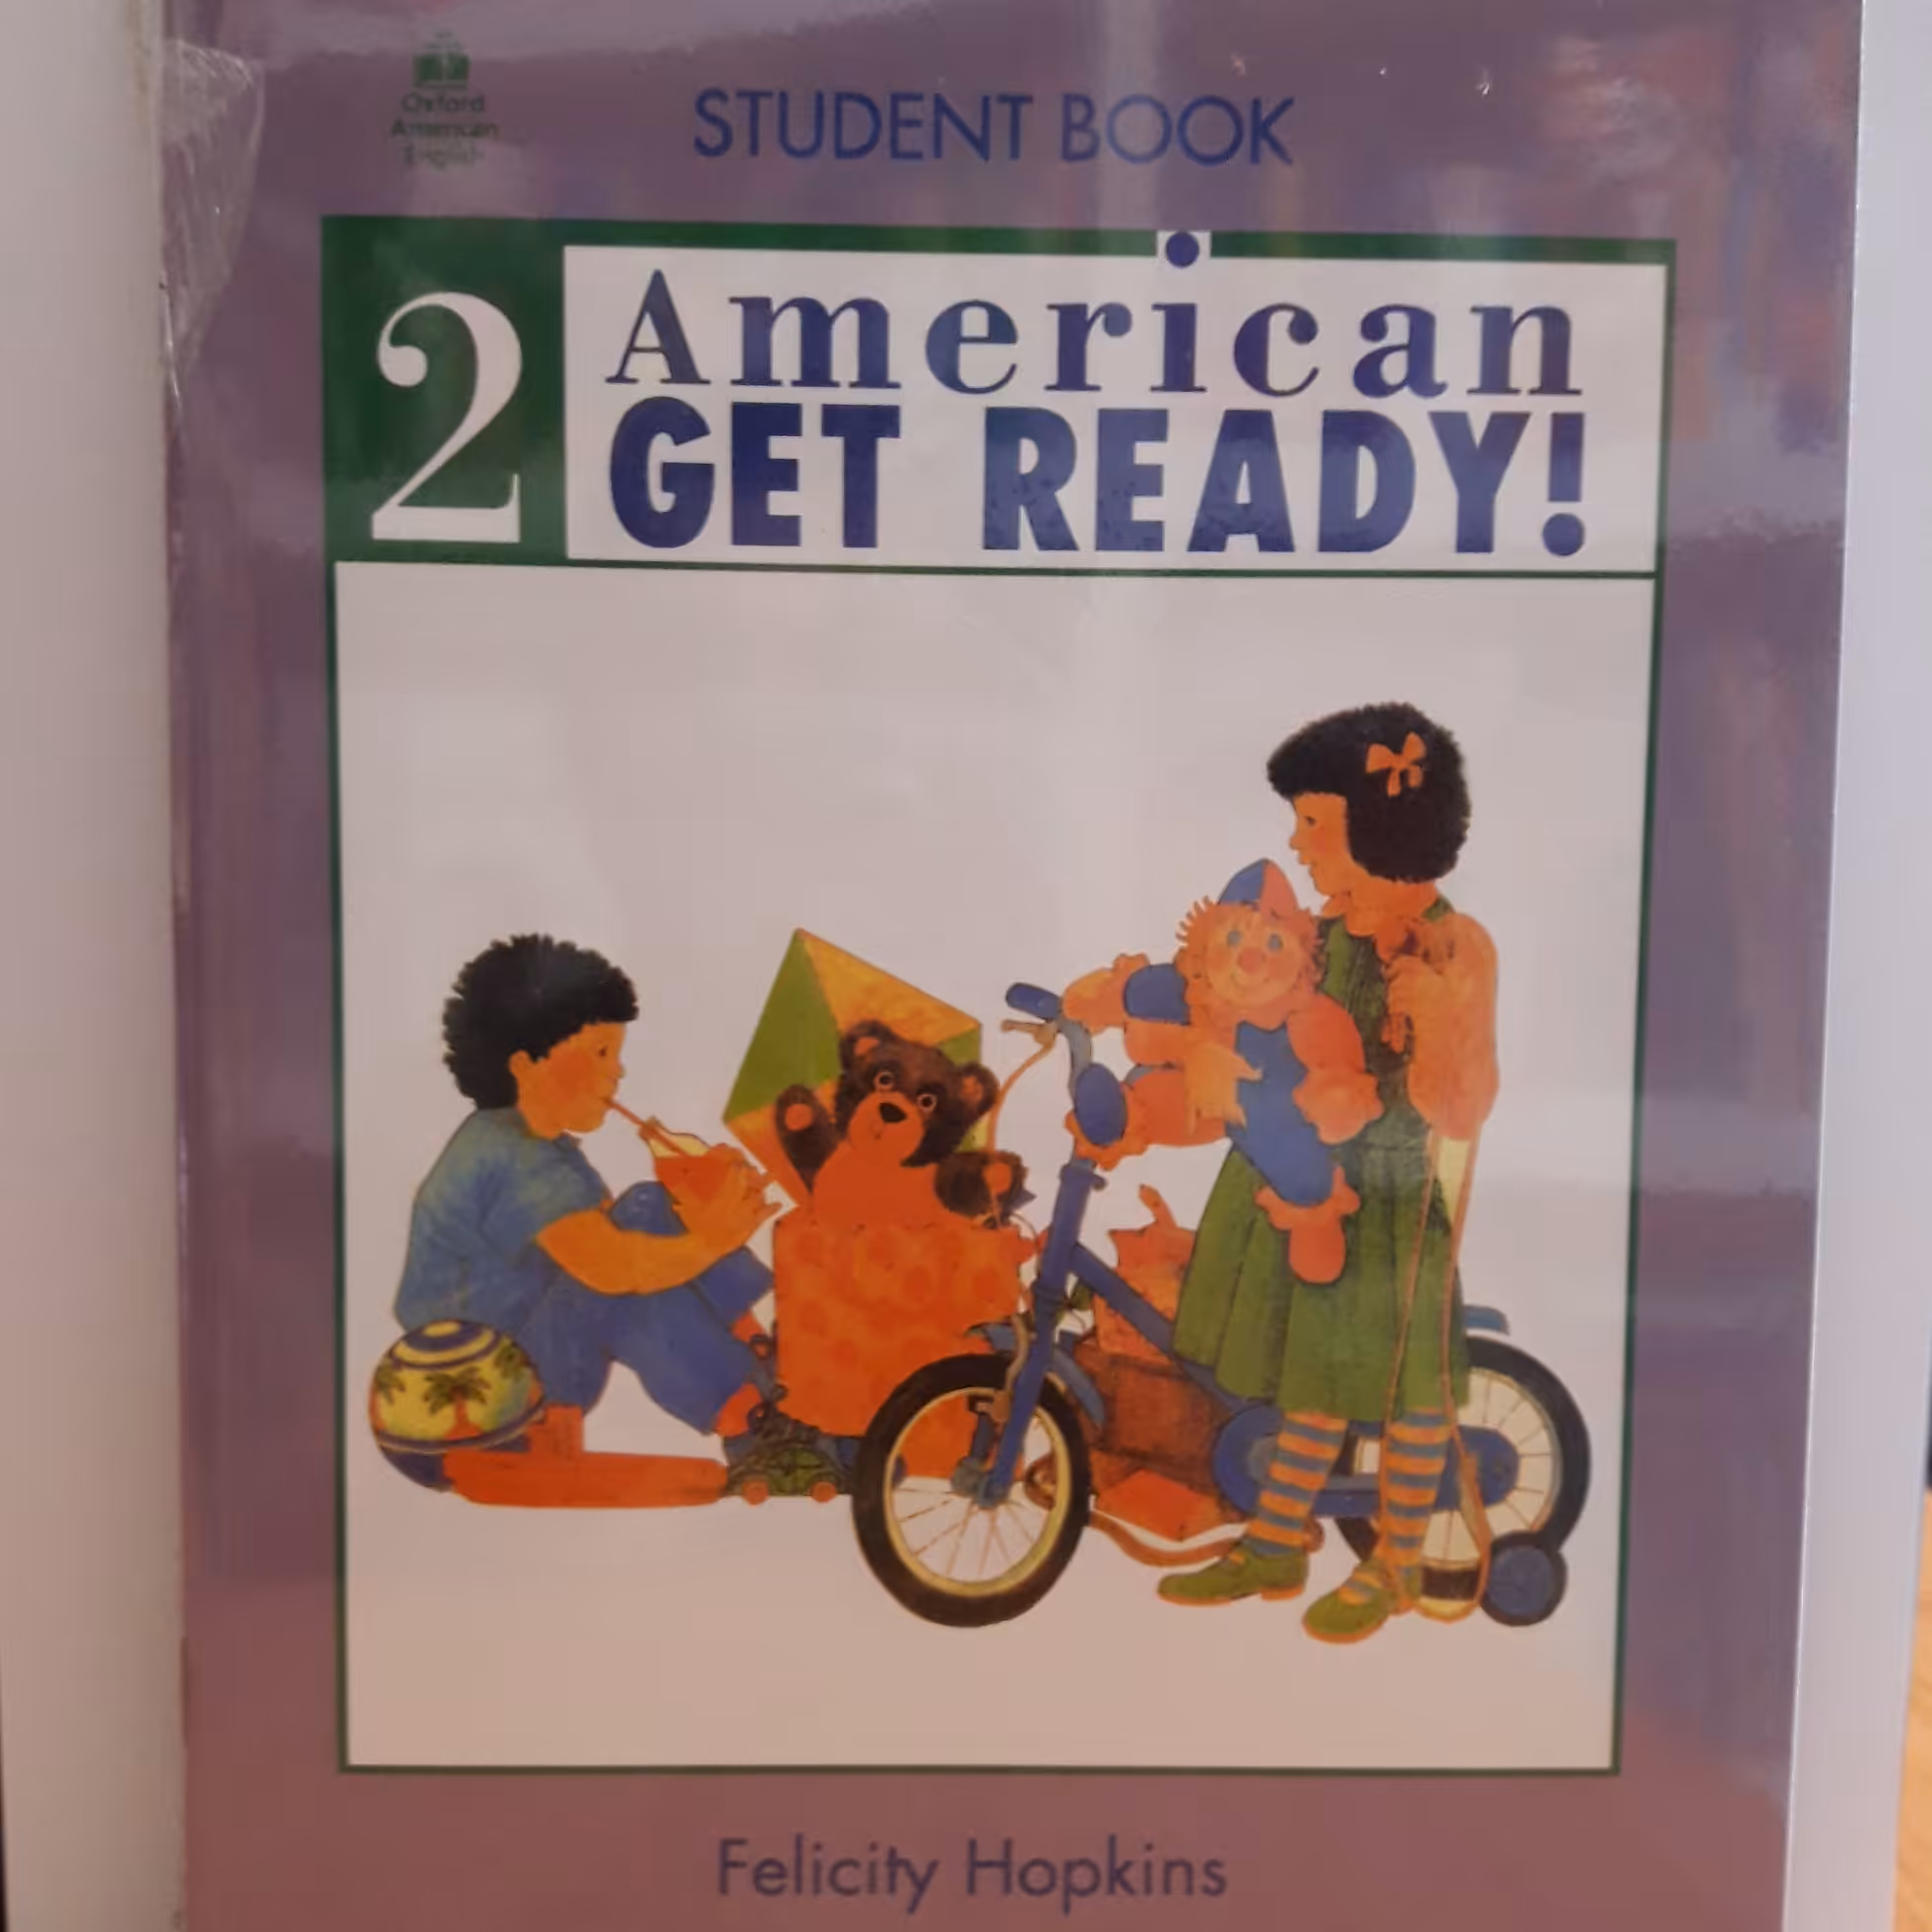 Oxford
American
English
STUDENT BOOK
2
American
GET READY!
Felicity Hopkins